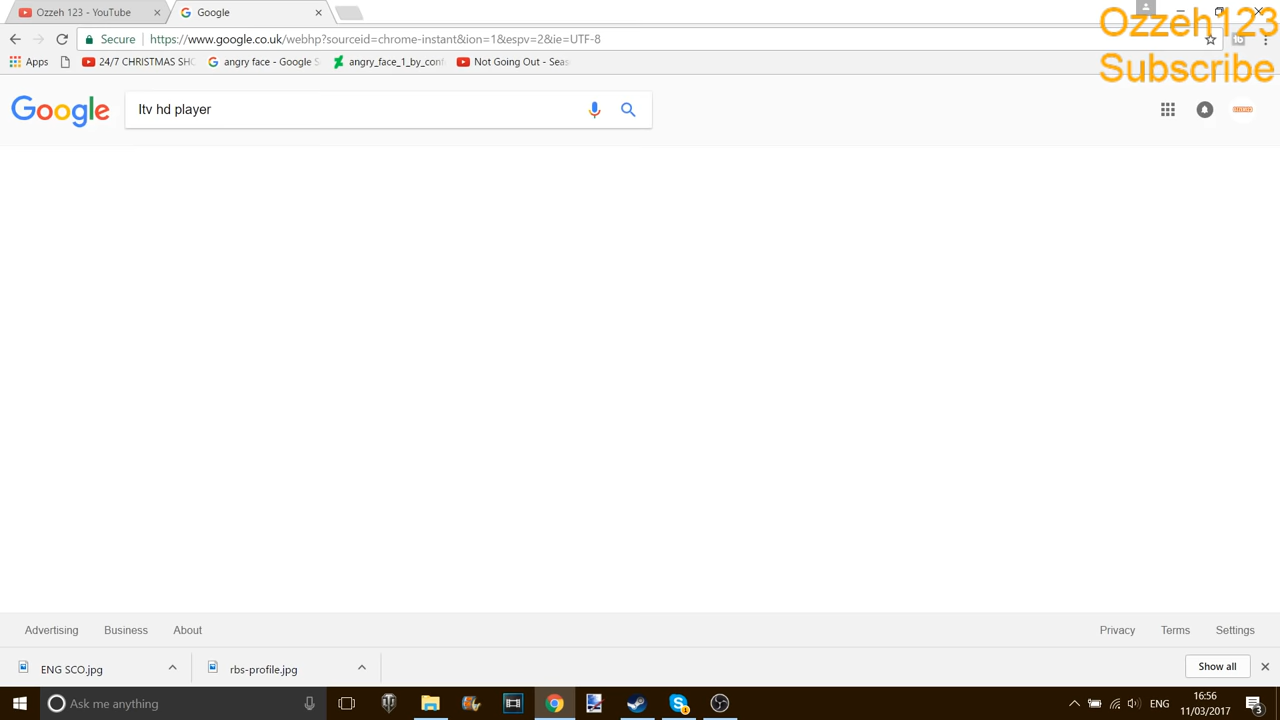 Ozzeh 123 - YouTube
Google
Ozzeh123
Subscribe
Secure
https://www.google.co.uk/webhp?sourceid=chrome-instant&ion=1&espv=2&ie=UTF-8
Apps
24/7 CHRISTMAS SH
angry face - Google S
angry_face_1_by_con
Not Going Out - Seas
Google
Itv hd player
Advertising
Business
About
Privacy
Terms
Settings
ENG SCO.jpg
rbs-profile.jpg
Show all
Ask me anything
ENG
16:56
11/03/2017
3